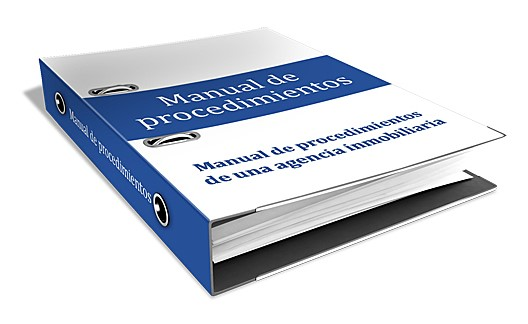 Manual de
procedimientos
Manual de procedimientos
de una agencia inmobiliaria
Manual de procedimientos